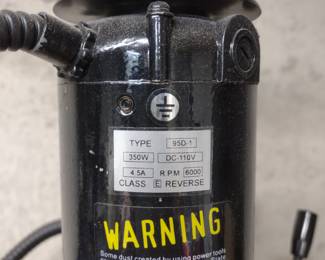 TYPE 95D-1
350W DC-110V
4.5A RPM 6000
CLASS E REVERSE
WARNING
Some dust created by using power tools